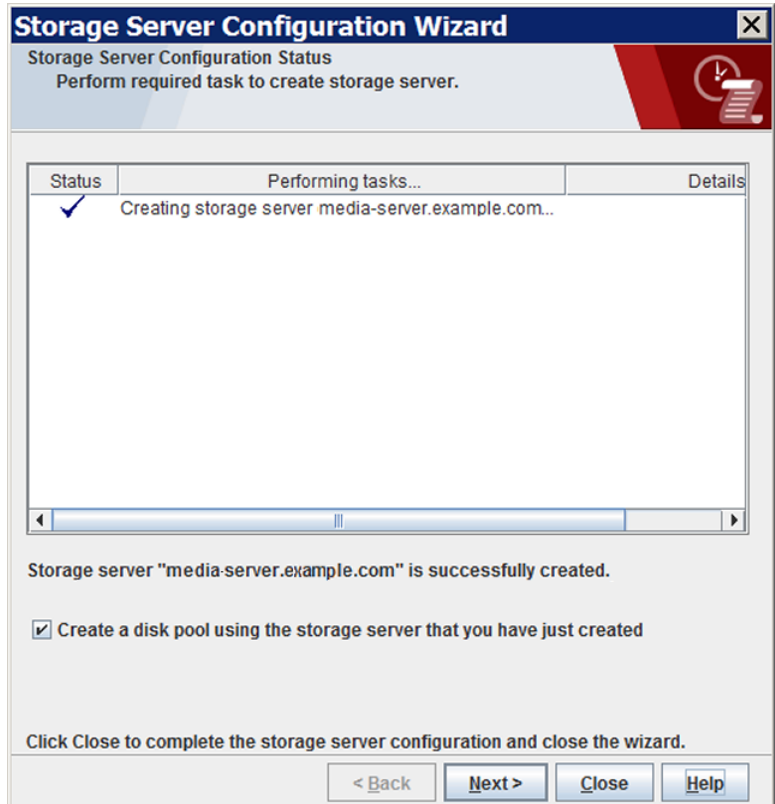 Storage Server Configuration Wizard
Storage Server Configuration Status
Perform required task to create storage server.
Status Performing tasks... Details
Creating storage server media-server.example.com...
Storage server "media-server.example.com" is successfully created.
Create a disk pool using the storage server that you have just created
Click Close to complete the storage server configuration and close the wizard.
< Back Next > Close Help